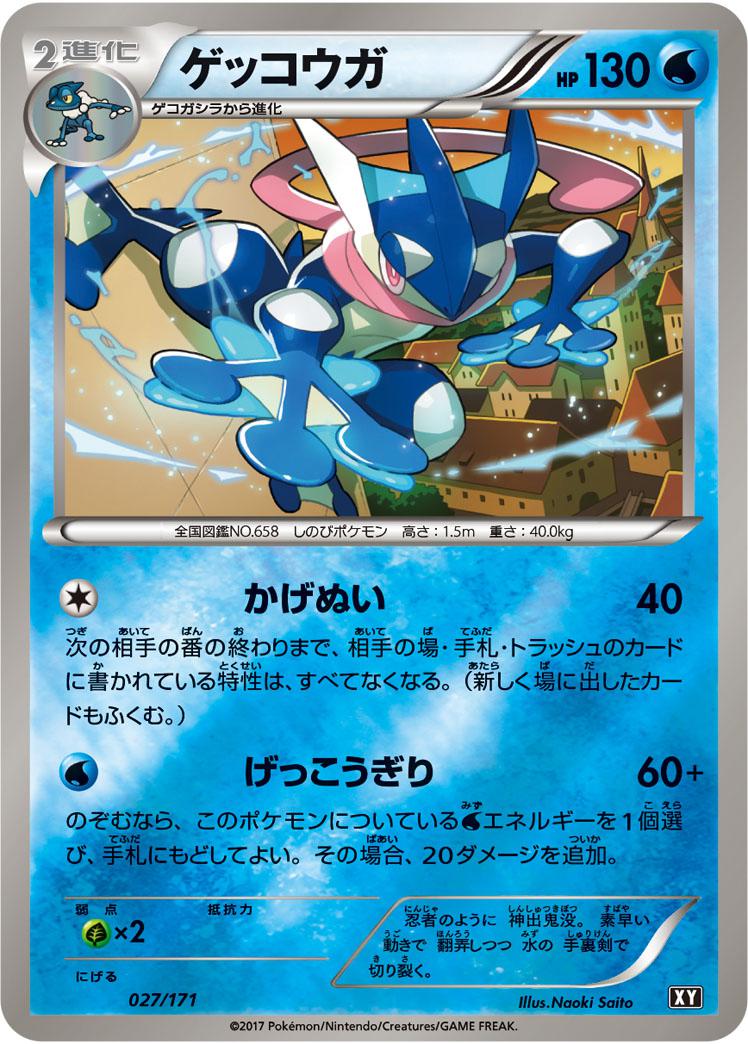 2進化
ゲッコウガ
HP 130
ゲコガシラから進化
全国図鑑NO.658 しのびポケモン 高さ：1.5m 重さ：40.0kg
かげぬい 40
次の相手の番の終わりまで、相手の場・手札・トラッシュのカード
に書かれている特性は、すべてなくなる。（新しく場に出したカー
ドもふくむ。）
げっこうぎり 60+
のぞむなら、このポケモンについているエネルギーを1個選
び、手札にもどしてよい。その場合、20ダメージを追加。
弱点 抵抗力
×2
にげる
忍者のように 神出鬼没。 素早い
動きで 翻弄しつつ 水の 手裏剣で
切り裂く。
027/171
Illus.Naoki Saito
XY
©2017 Pokémon/Nintendo/Creatures/GAME FREAK.